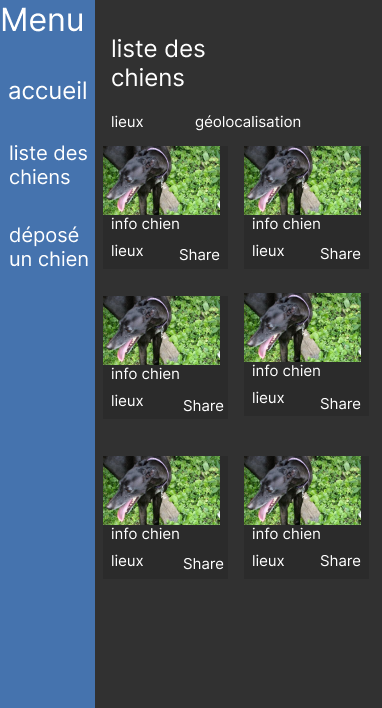 Menu
accueil
liste des
chiens
déposé
un chien
liste des
chiens
lieux
géolocalisation
info chien
lieux
Share
info chien
lieux
Share
info chien
lieux
Share
info chien
lieux
Share
info chien
lieux
Share
info chien
lieux
Share